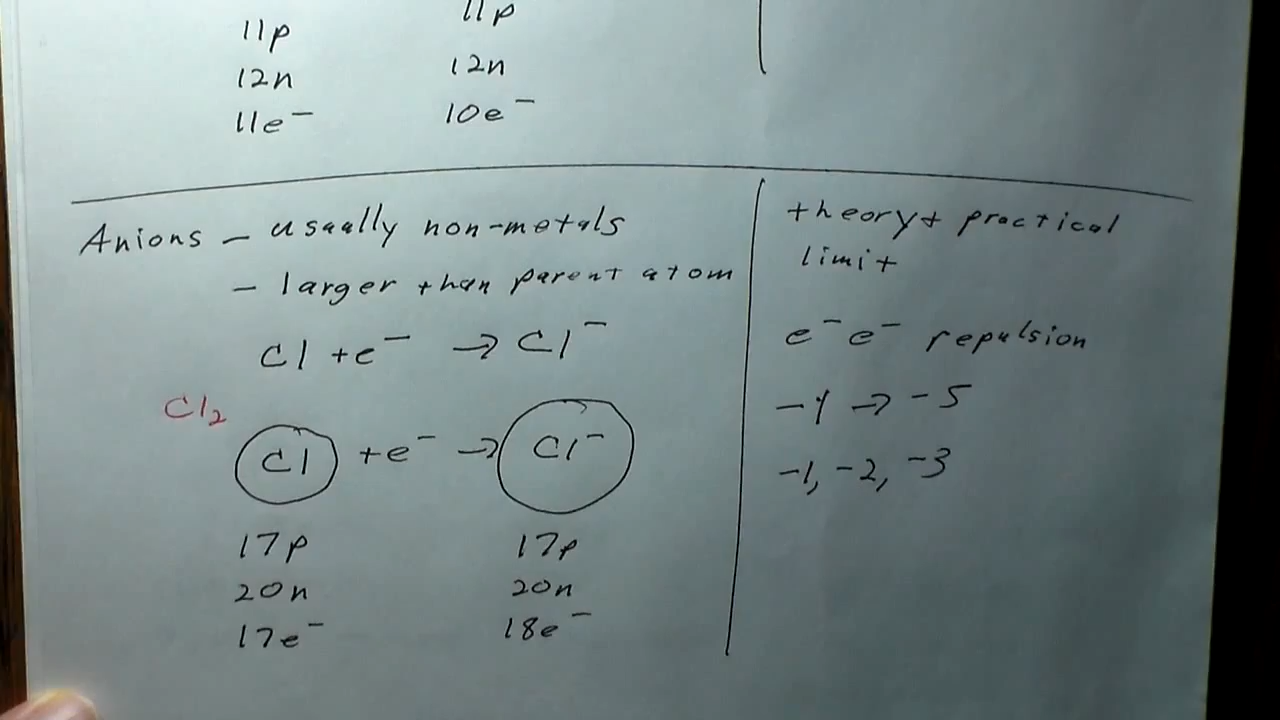 11p 11p
12n 12n
11e⁻ 10e⁻
Anions – usually non-metals
– larger than parent atom
Cl + e⁻ → Cl⁻
Cl₂
Cl + e⁻ → Cl⁻
17p 17p
20n 20n
17e⁻ 18e⁻
theory + practical
limit
e⁻ e⁻ repulsion
-1 → -5
-1, -2, -3